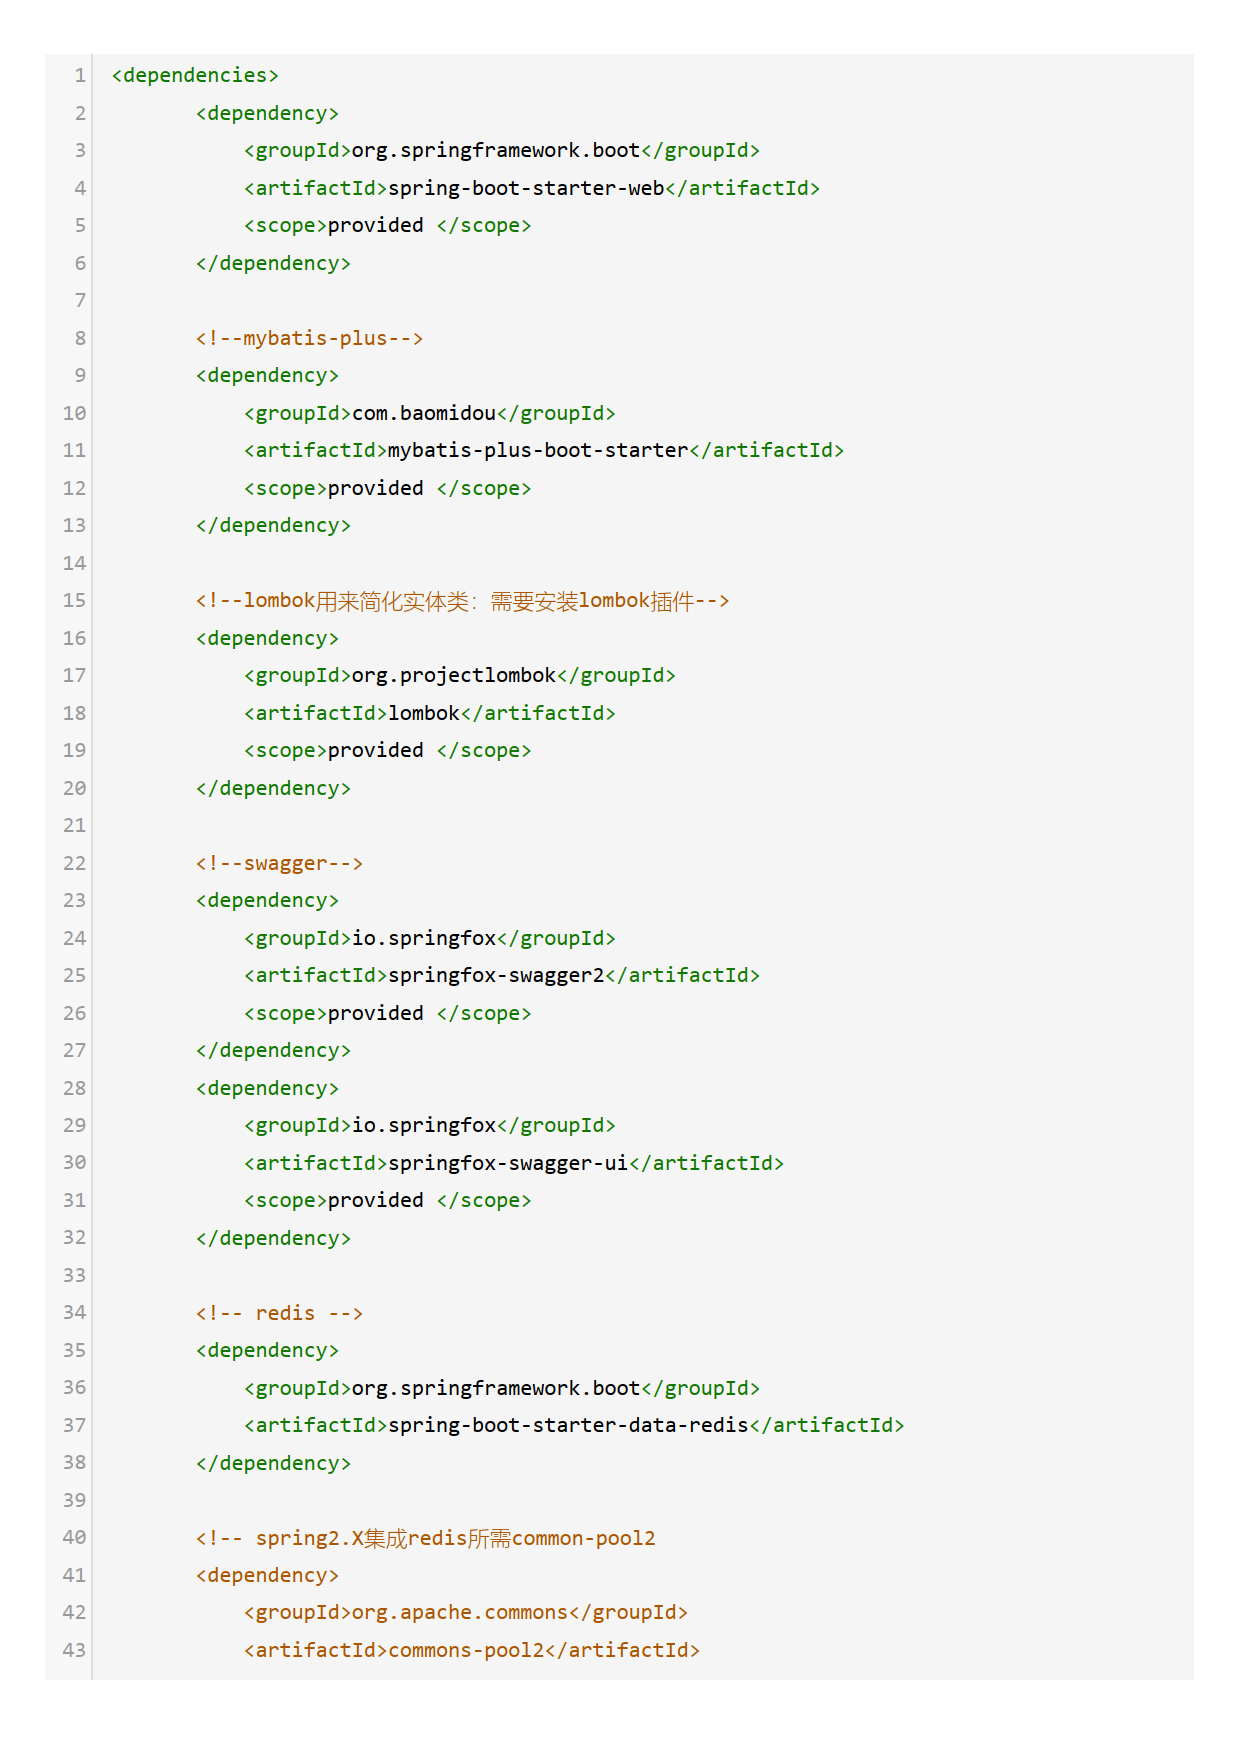 1 <dependencies>
2 <dependency>
3 <groupId>org.springframework.boot</groupId>
4 <artifactId>spring-boot-starter-web</artifactId>
5 <scope>provided </scope>
6 </dependency>
7
8 <!--mybatis-plus-->
9 <dependency>
10 <groupId>com.baomidou</groupId>
11 <artifactId>mybatis-plus-boot-starter</artifactId>
12 <scope>provided </scope>
13 </dependency>
14
15 <!--lombok用来简化实体类：需要安装lombok插件-->
16 <dependency>
17 <groupId>org.projectlombok</groupId>
18 <artifactId>lombok</artifactId>
19 <scope>provided </scope>
20 </dependency>
21
22 <!--swagger-->
23 <dependency>
24 <groupId>io.springfox</groupId>
25 <artifactId>springfox-swagger2</artifactId>
26 <scope>provided </scope>
27 </dependency>
28 <dependency>
29 <groupId>io.springfox</groupId>
30 <artifactId>springfox-swagger-ui</artifactId>
31 <scope>provided </scope>
32 </dependency>
33
34 <!-- redis -->
35 <dependency>
36 <groupId>org.springframework.boot</groupId>
37 <artifactId>spring-boot-starter-data-redis</artifactId>
38 </dependency>
39
40 <!-- spring2.X集成redis所需common-pool2
41 <dependency>
42 <groupId>org.apache.commons</groupId>
43 <artifactId>commons-pool2</artifactId>